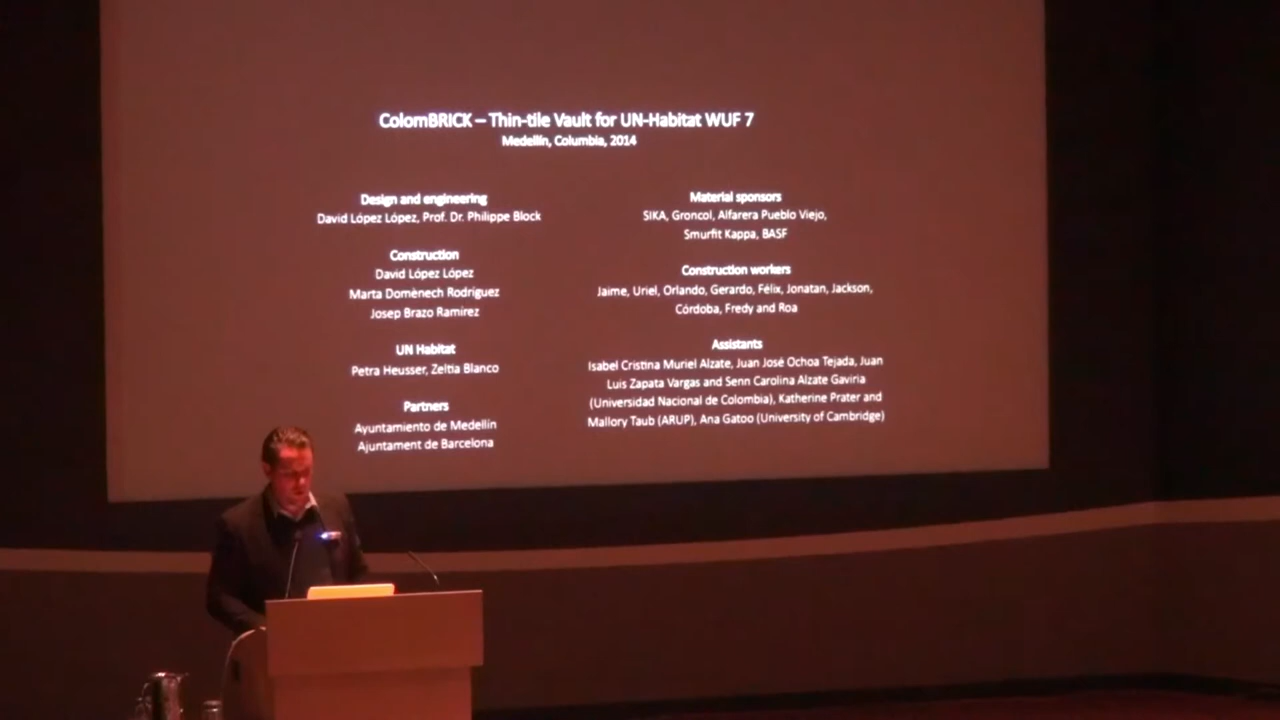 ColomBRICK – Thin-tile Vault for UN-Habitat WUF 7
Medellín, Columbia, 2014
Design and engineering
David López López, Prof. Dr. Philippe Block
Construction
David López López
Marta Domènech Rodríguez
Josep Brazo Ramírez
UN Habitat
Petra Heusser, Zeltia Blanco
Partners
Ayuntamiento de Medellín
Ajuntament de Barcelona
Material sponsors
SIKA, Groncol, Alfarera Pueblo Viejo,
Smurfit Kappa, BASF
Construction workers
Jaime, Uriel, Orlando, Gerardo, Félix, Jonatan, Jackson,
Córdoba, Fredy and Roa
Assistants
Isabel Cristina Muriel Alzate, Juan José Ochoa Tejada, Juan
Luis Zapata Vargas and Senn Carolina Alzate Gaviria
(Universidad Nacional de Colombia), Katherine Prater and
Mallory Taub (ARUP), Ana Gatoo (University of Cambridge)